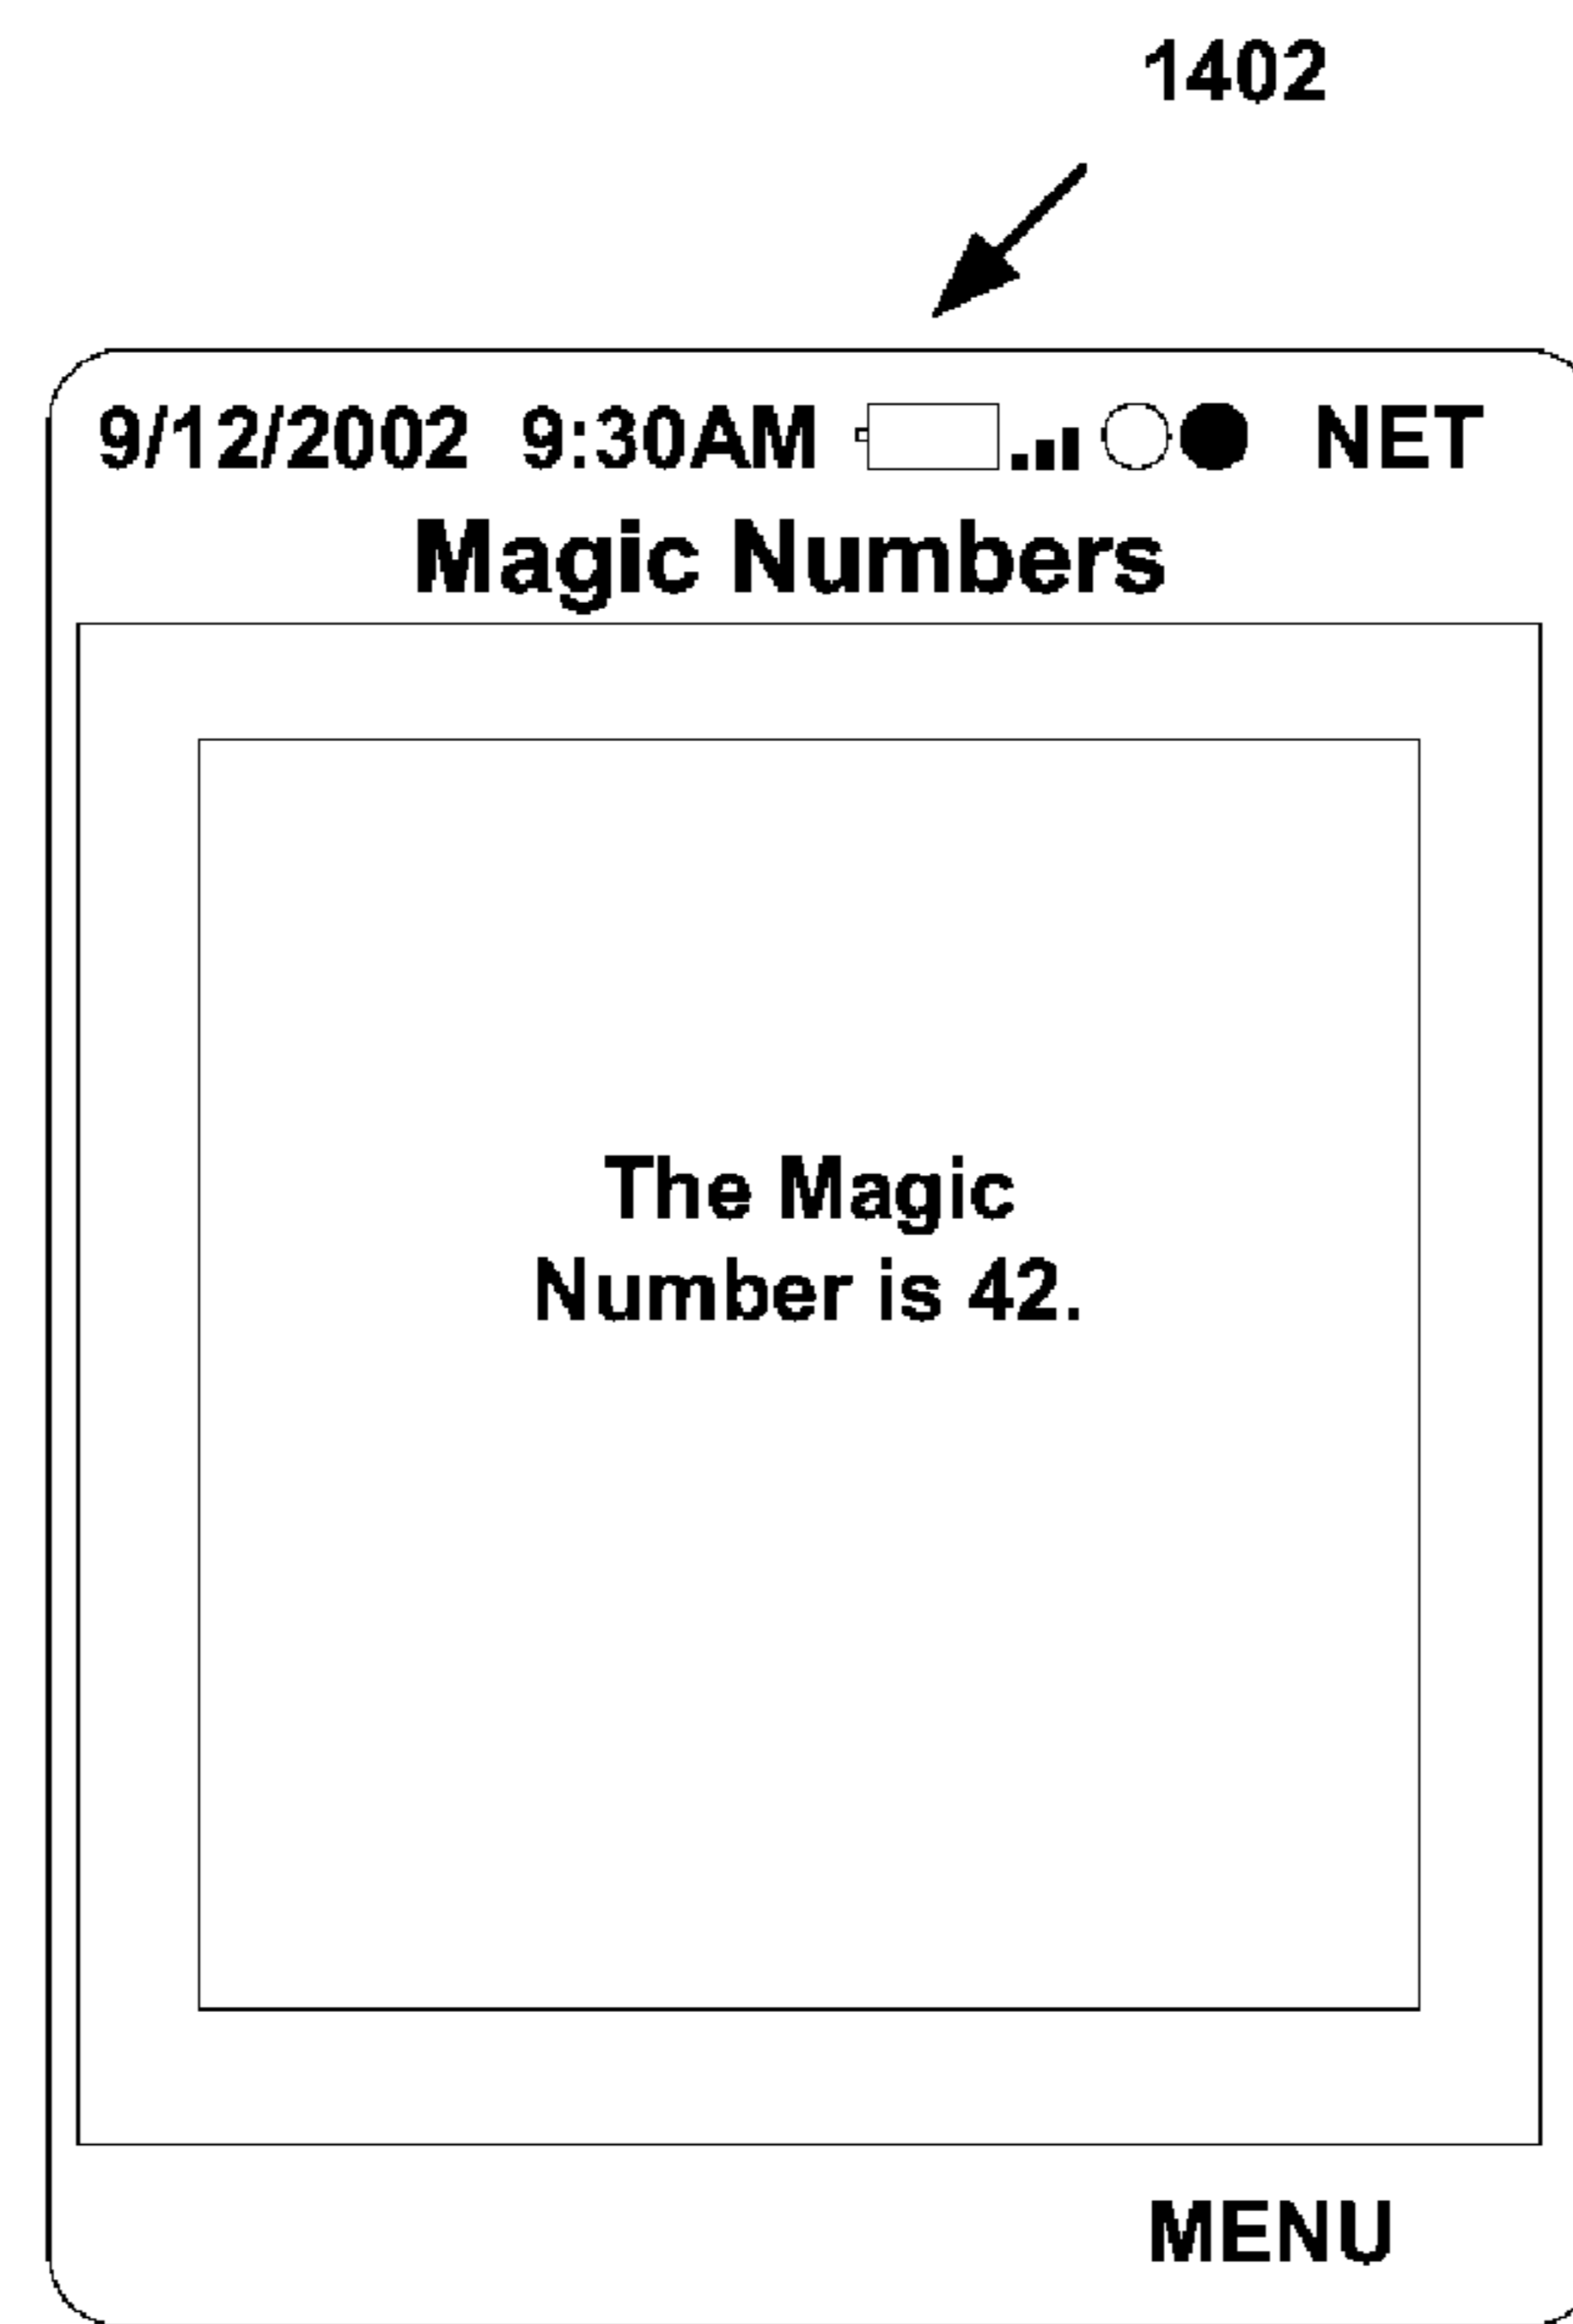 1402
9/12/2002 9:30AM NET
Magic Numbers
The Magic
Number is 42.
MENU